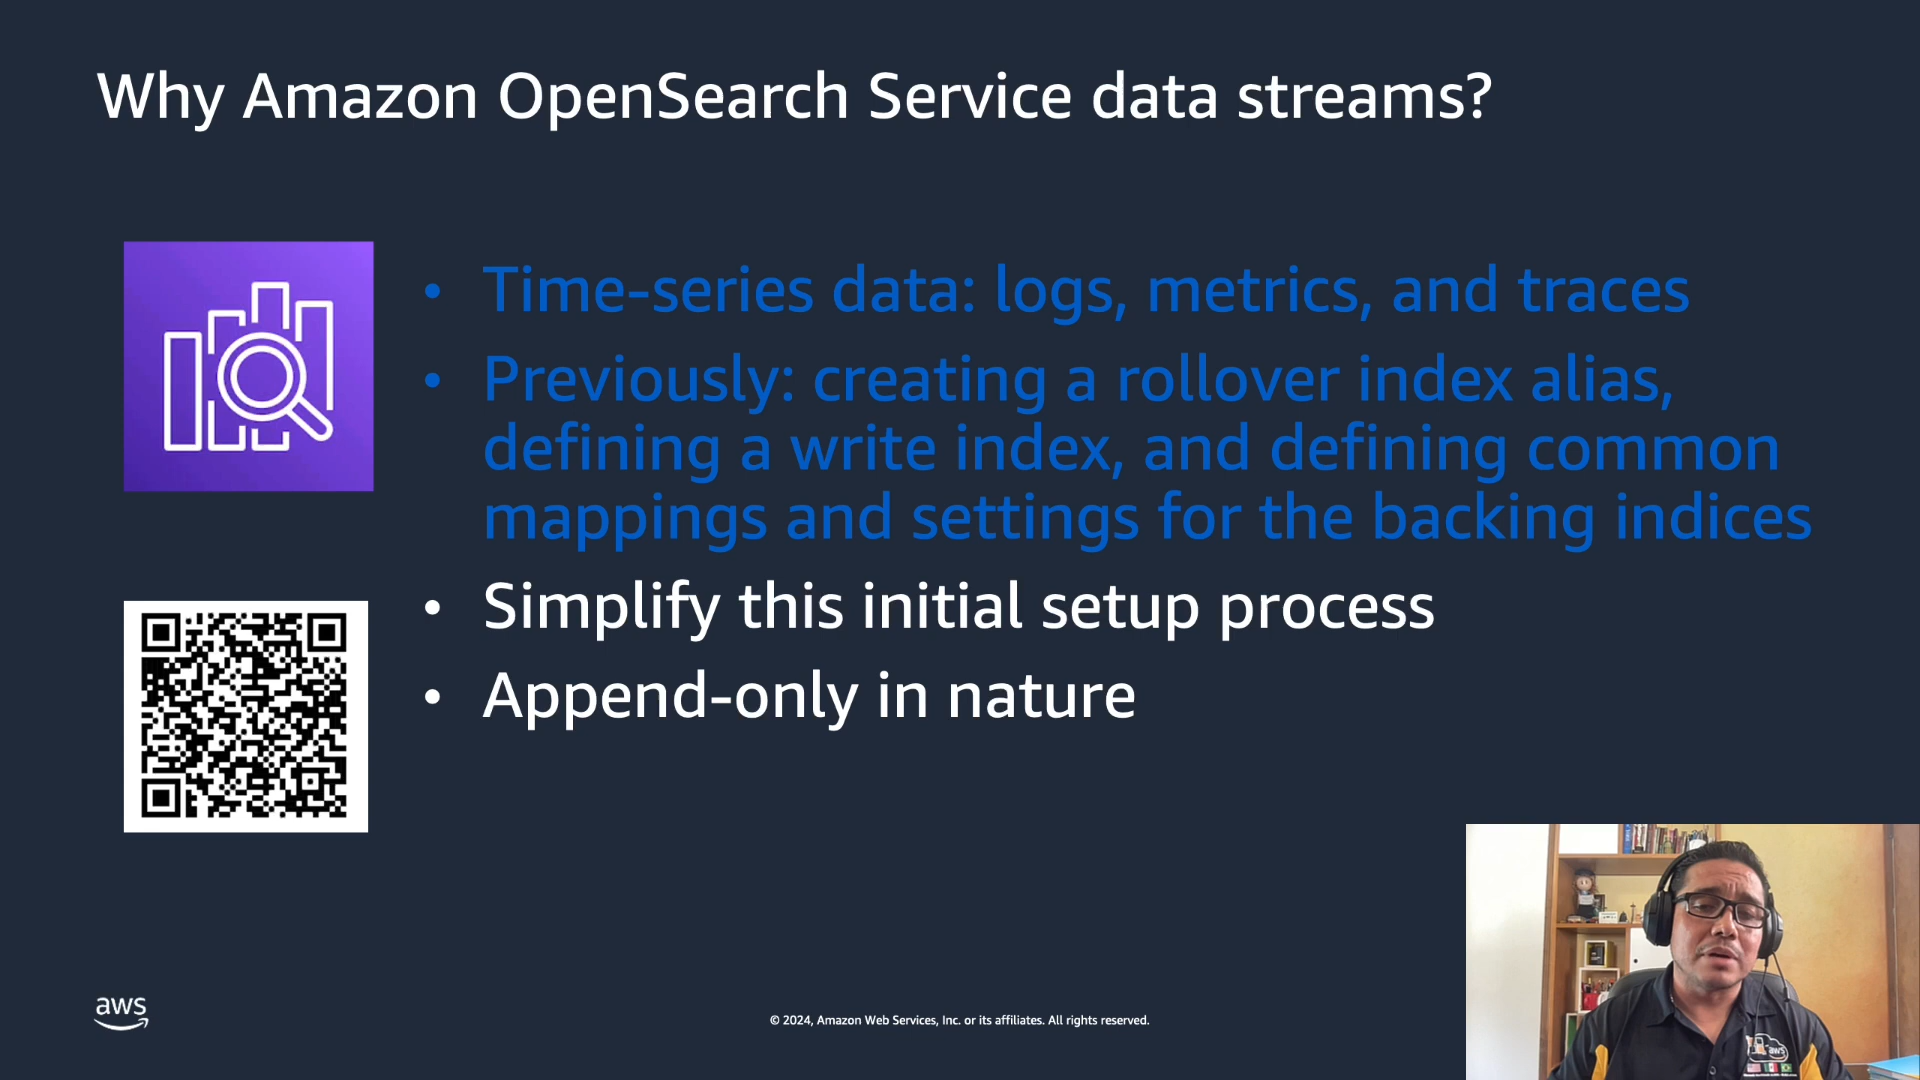 Why Amazon OpenSearch Service data streams?
• Time-series data: logs, metrics, and traces
• Previously: creating a rollover index alias,
defining a write index, and defining common
mappings and settings for the backing indices
• Simplify this initial setup process
• Append-only in nature
aws
© 2024, Amazon Web Services, Inc. or its affiliates. All rights reserved.
aws